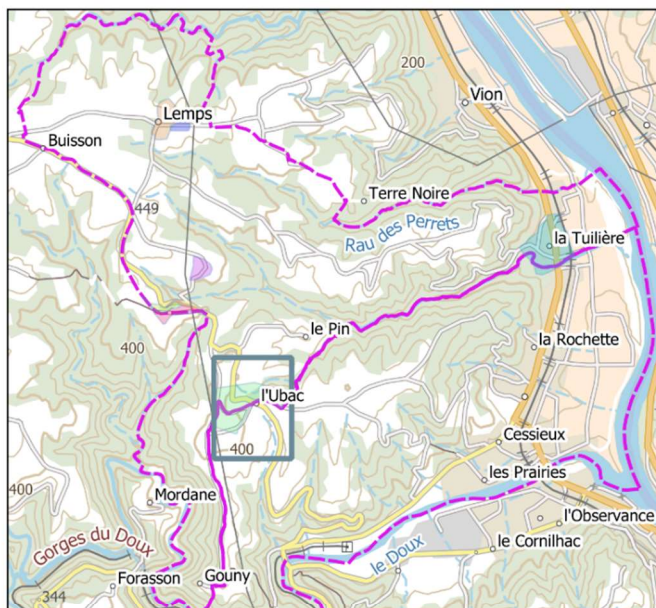 200
Vion
Lemps
Buisson
Terre Noire
449
Rau des Perrets
la Tuilière
le Pin
la Rochette
400
l'Ubac
400
Cessieux
les Prairies
400
Mordane
l'Observance
Gorges du Doux
le Doux
le Cornilhac
Forasson
Gouny
344